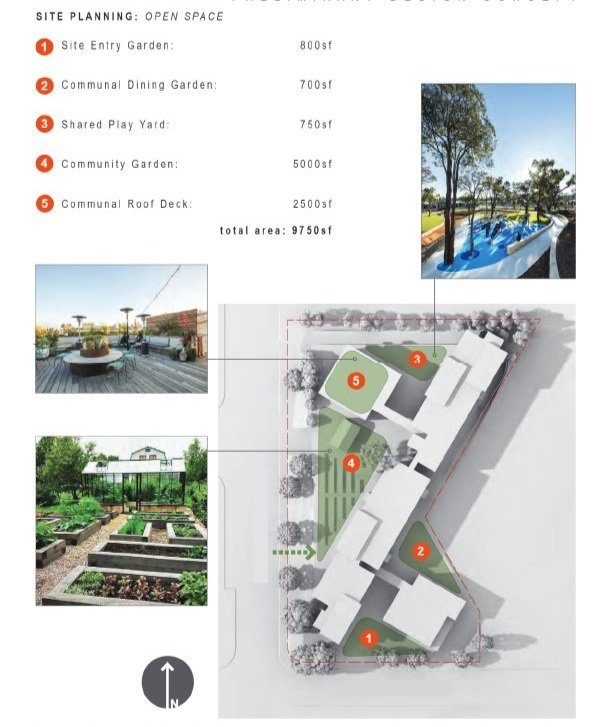 SITE PLANNING: OPEN SPACE
1 Site Entry Garden: 800sf
2 Communal Dining Garden: 700sf
3 Shared Play Yard: 750sf
4 Community Garden: 5000sf
5 Communal Roof Deck: 2500sf
total area: 9750sf
3
5
4
2
1
N